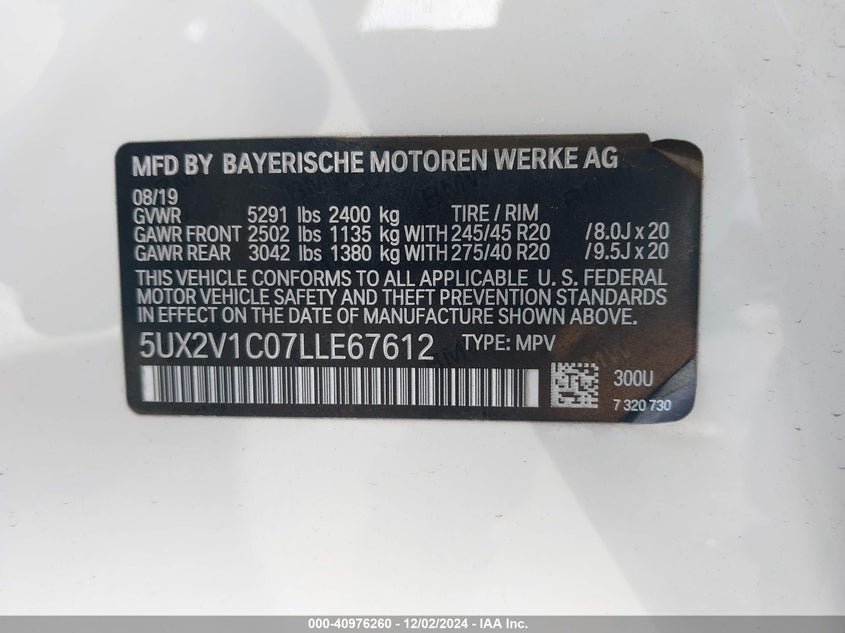 MFD BY BAYERISCHE MOTOREN WERKE AG
08/19
GVWR 5291 lbs 2400 kg TIRE / RIM
GAWR FRONT 2502 lbs 1135 kg WITH 245/45 R20 /8.0J x 20
GAWR REAR 3042 lbs 1380 kg WITH 275/40 R20 /9.5J x 20
THIS VEHICLE CONFORMS TO ALL APPLICABLE U. S. FEDERAL
MOTOR VEHICLE SAFETY AND THEFT PREVENTION STANDARDS
IN EFFECT ON THE DATE OF MANUFACTURE SHOWN ABOVE.
5UX2V1C07LLE67612 TYPE: MPV
300U
7 320 730
000-40976260 - 12/02/2024 - IAA Inc.